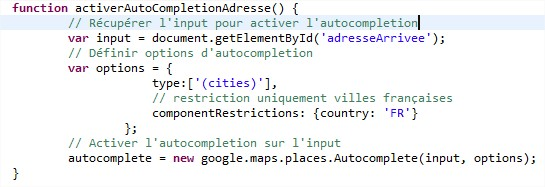 function activerAutoCompletionAdresse() {
// Récupérer l'input pour activer l'autocompletion
var input = document.getElementById('adresseArrivee');
// Définir options d'autocompletion
var options = {
type:['(cities)'],
// restriction uniquement villes françaises
componentRestrictions: {country: 'FR'}
};
// Activer l'autocompletion sur l'input
autocomplete = new google.maps.places.Autocomplete(input, options);
}